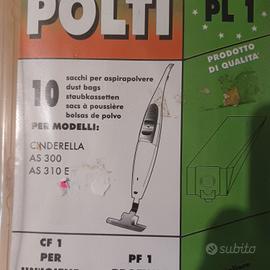 POLTI
PL 1
PRODOTTO
DI QUALITÀ
10
sacchi per aspirapolvere
dust bags
staubkassetten
sacs à poussière
bolsas de polvo
PER MODELLI:
CINDERELLA
AS 300
AS 310 E
CF 1
PER
PF 1
subito